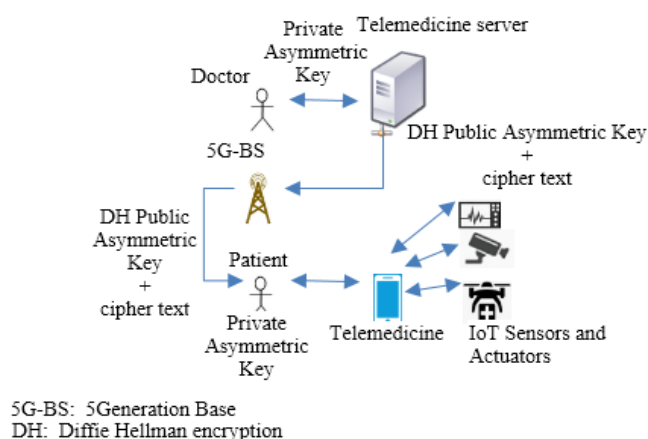 Private
Asymmetric
Key
Telemedicine server
Doctor
DH Public Asymmetric Key
+
cipher text
5G-BS
DH Public
Asymmetric
Key
+
cipher text
Patient
Private
Asymmetric
Key
Telemedicine
IoT Sensors and
Actuators
5G-BS: 5Generation Base
DH: Diffie Hellman encryption